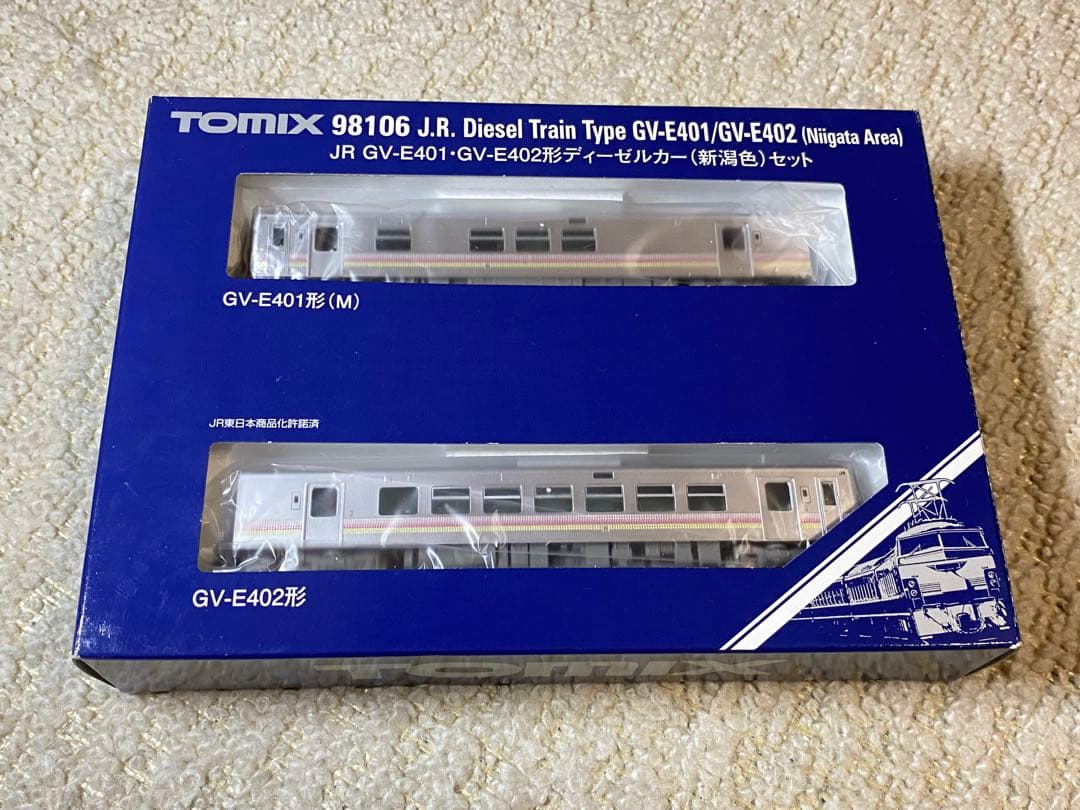 TOMIX 98106 J.R. Diesel Train Type GV-E401/GV-E402 (Niigata Area)
JR GV-E401・GV-E402形ディーゼルカー(新潟色)セット
GV-E401形(M)
JR東日本商品化許諾済
GV-E402形
TOMIX